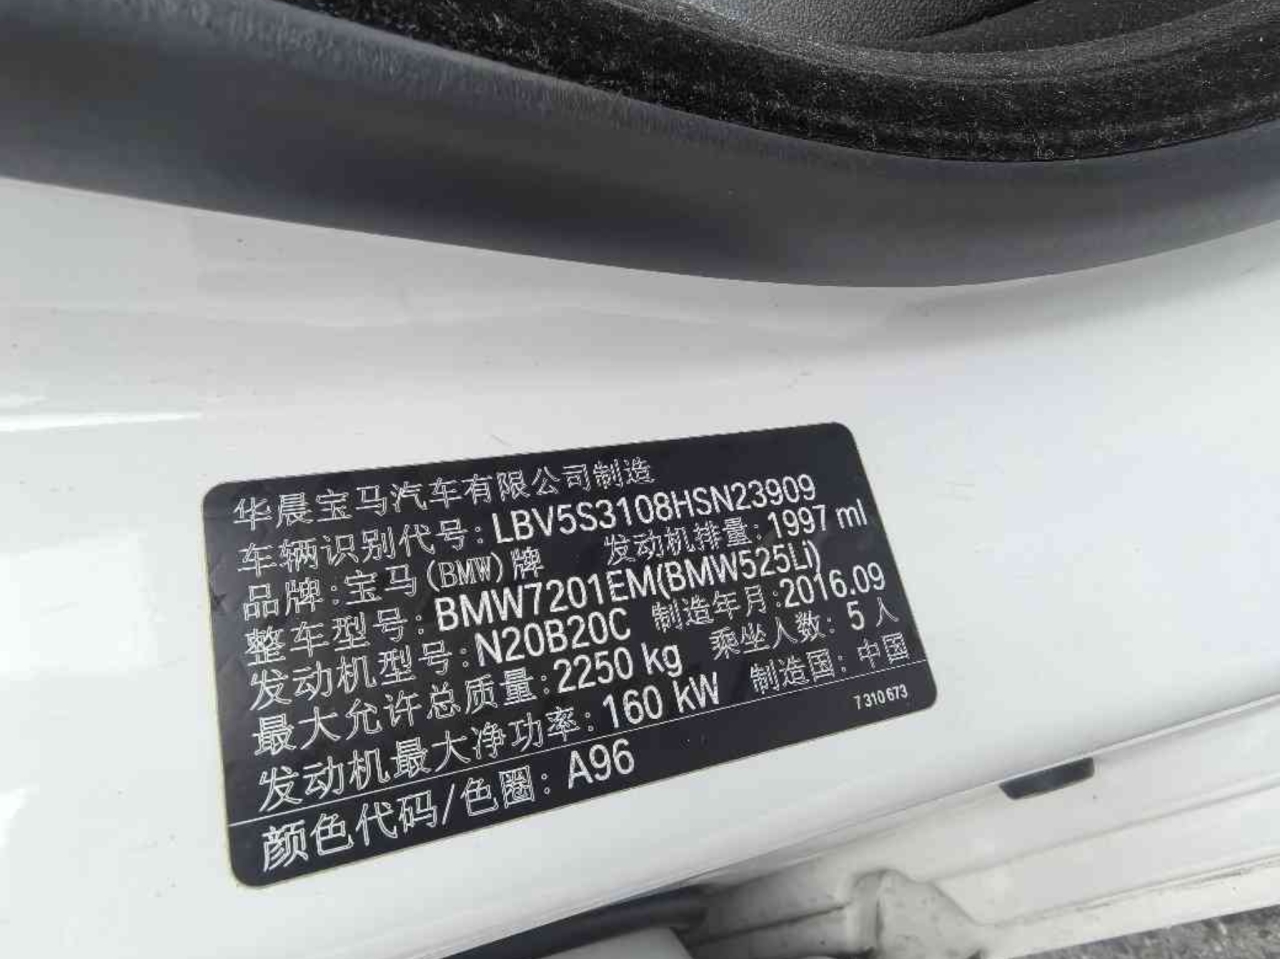 华晨宝马汽车有限公司制造
车辆识别代号: LBV5S3108HSN23909
品牌: 宝马(BMW)牌 发动机排量: 1997 ml
整车型号: BMW7201EM(BMW525Li)
发动机型号: N20B20C 制造年月: 2016.09
最大允许总质量: 2250 kg 乘坐人数: 5 人
发动机最大净功率: 160 kW 制造国: 中国
颜色代码/色圈: A96 7 310 673